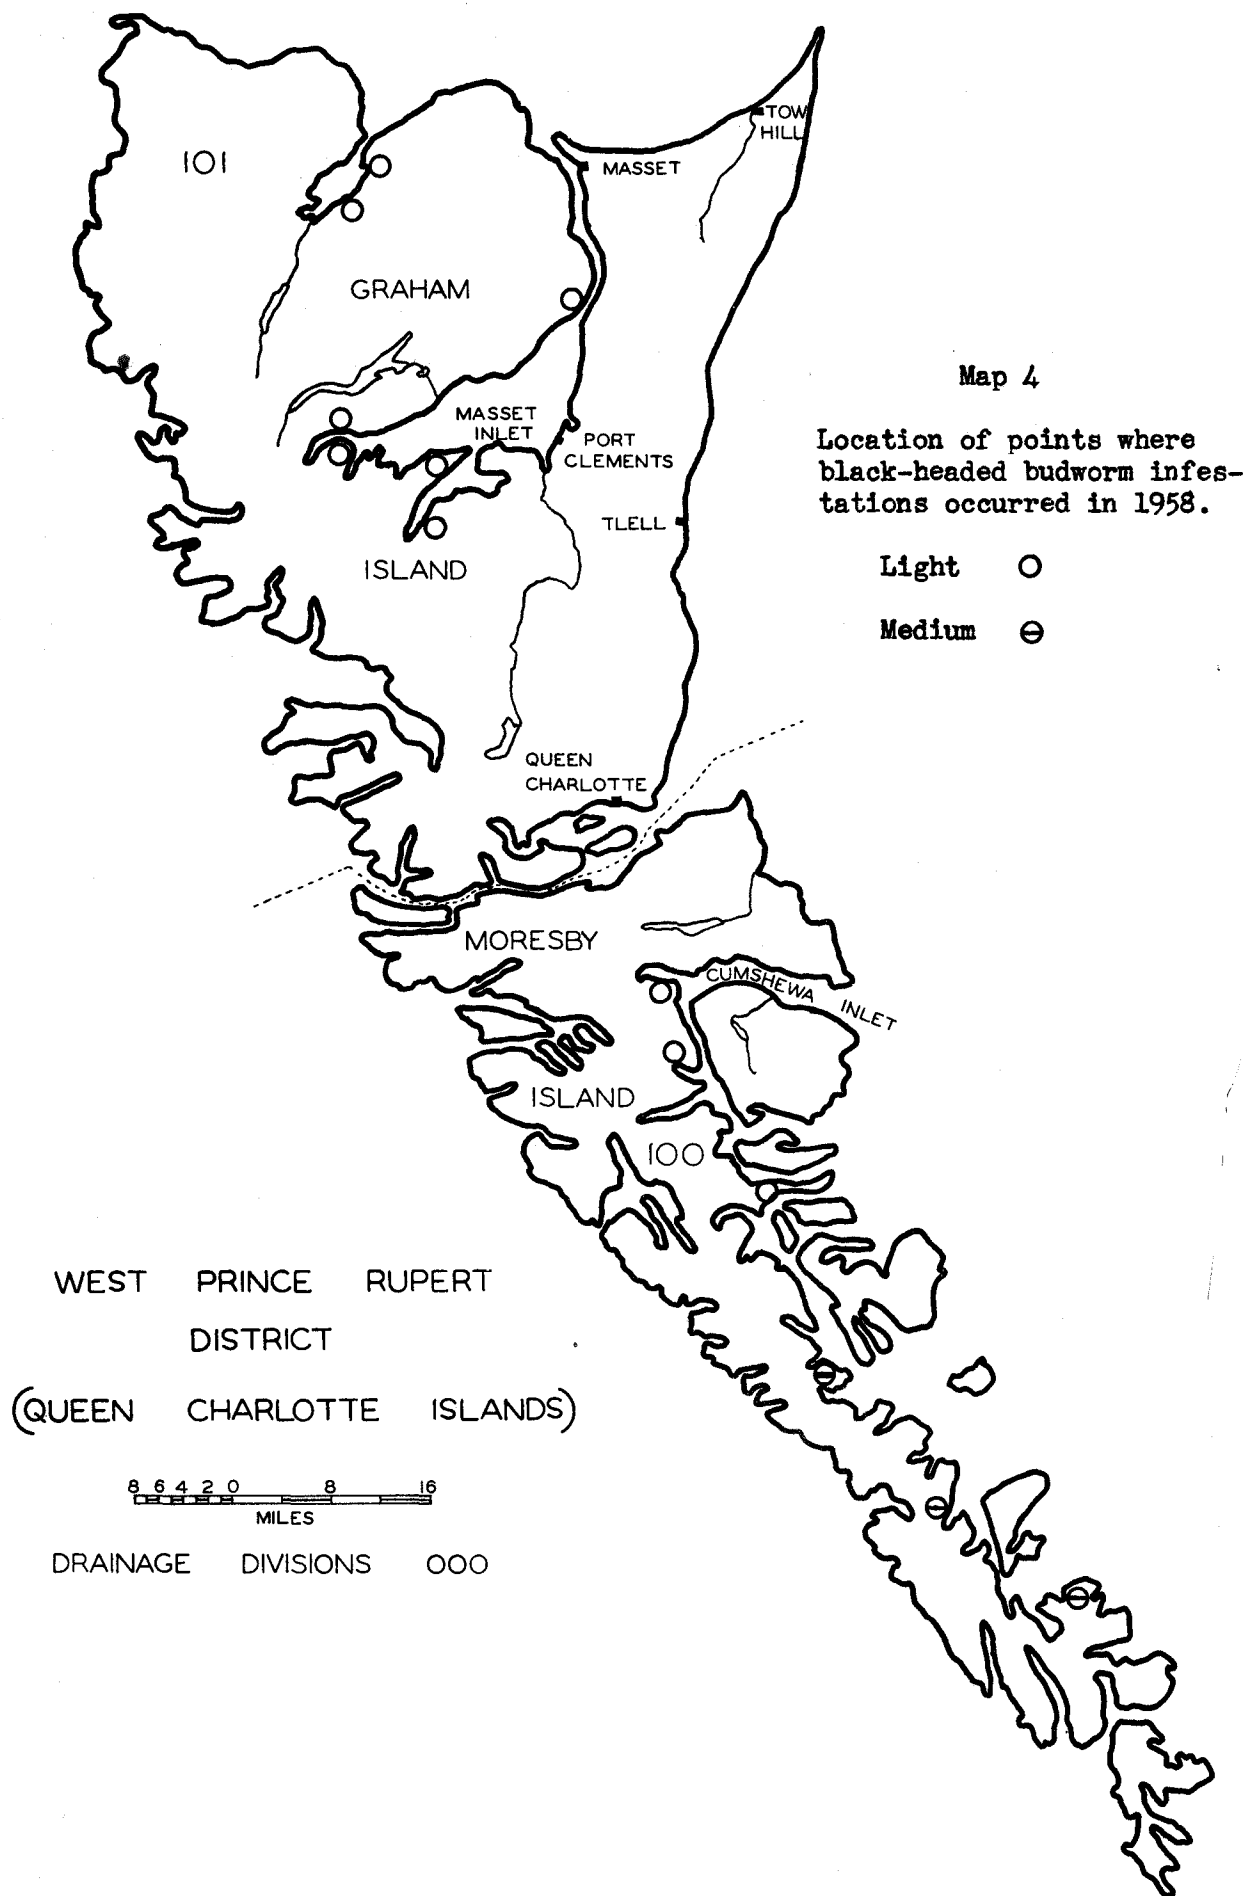 TOW
HILL
101
MASSET
GRAHAM
Map 4
MASSET
INLET
PORT
CLEMENTS
Location of points where
black-headed budworm infes-
tations occurred in 1958.
TLELL
ISLAND
Light
Medium
QUEEN
CHARLOTTE
MORESBY
CUMSHEWA INLET
ISLAND
100
WEST PRINCE RUPERT
DISTRICT
(QUEEN CHARLOTTE ISLANDS)
8 6 4 2 0 8 16
MILES
DRAINAGE DIVISIONS 000